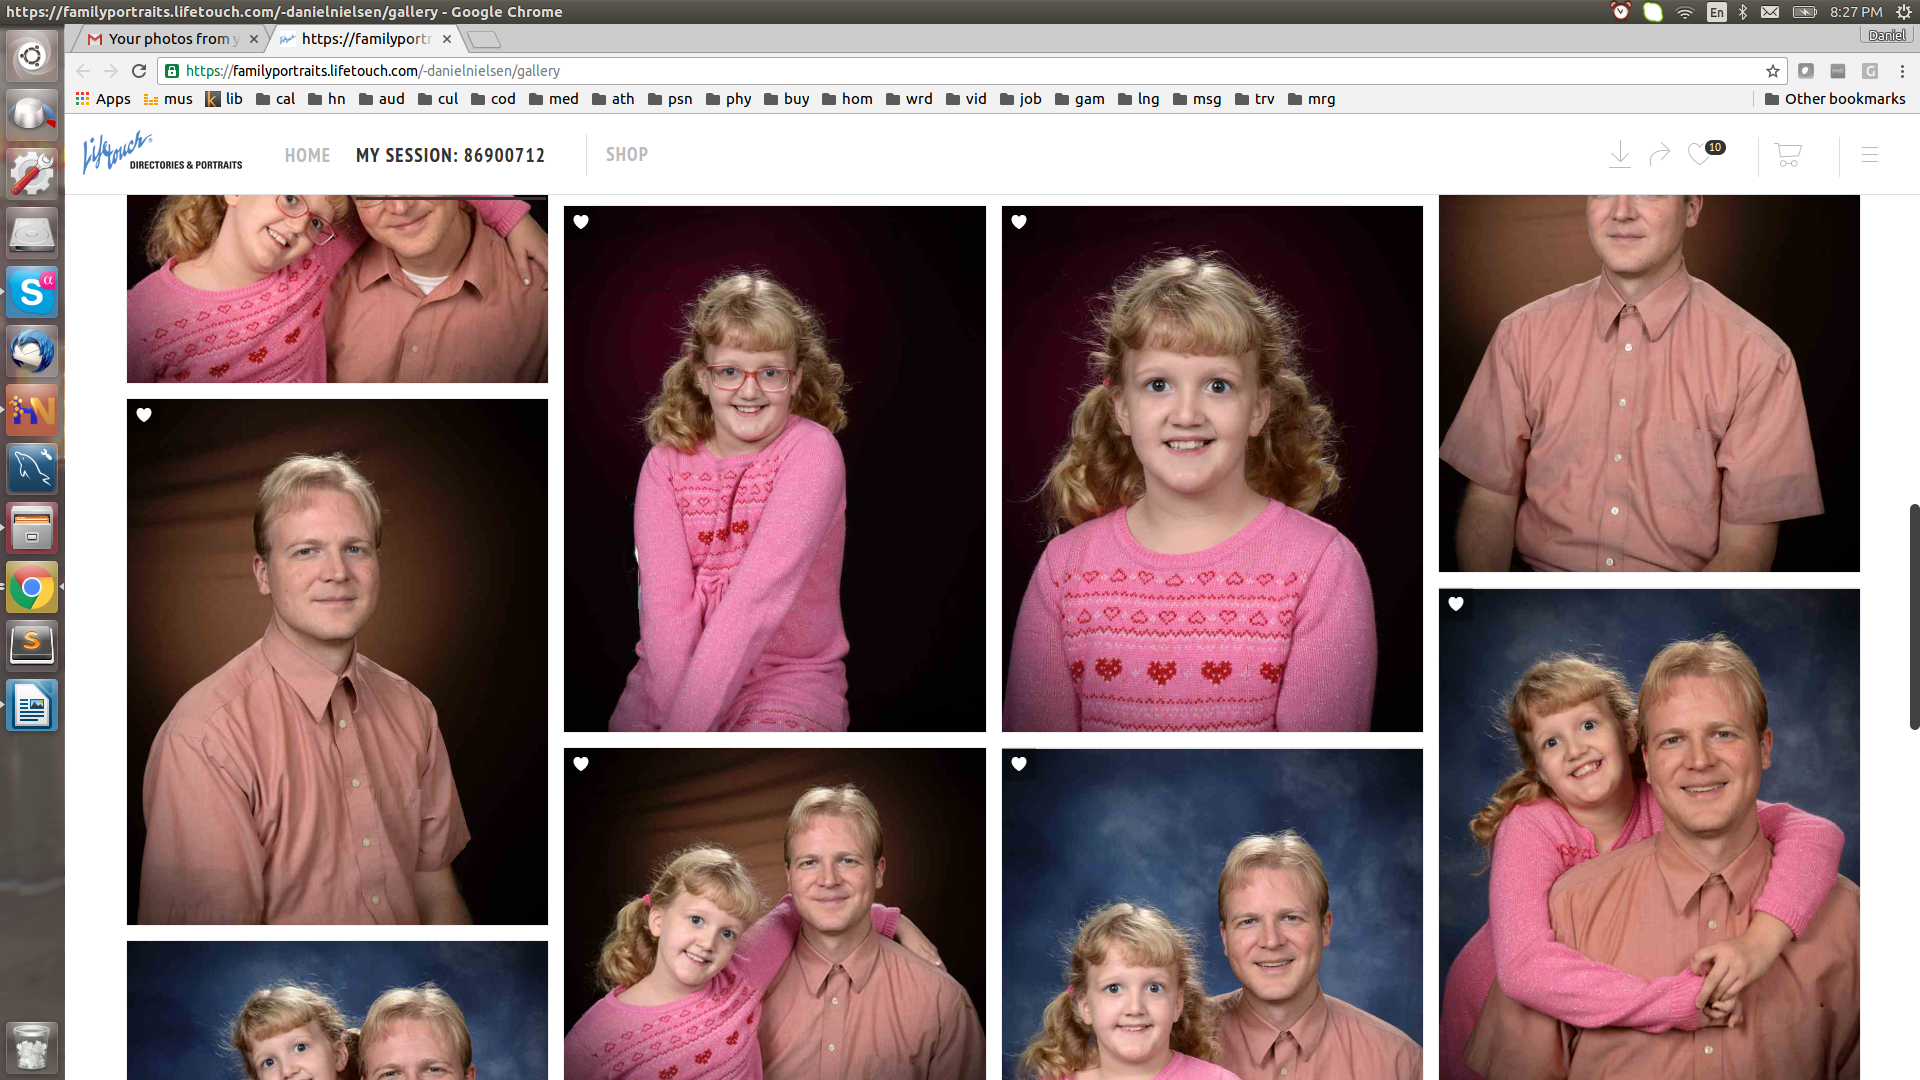 https://familyportraits.lifetouch.com/-danielnielsen/gallery - Google Chrome
En
8:27 PM
Your photos from y
https://familyportr
Daniel
https://familyportraits.lifetouch.com/-danielnielsen/gallery
G
Apps mus k lib cal hn aud cul cod med ath psn phy buy hom wrd vid job gam lng msg trv mrg Other bookmarks
Lifetouch
DIRECTORIES & PORTRAITS
HOME MY SESSION: 86900712 SHOP
10
S α
N
S